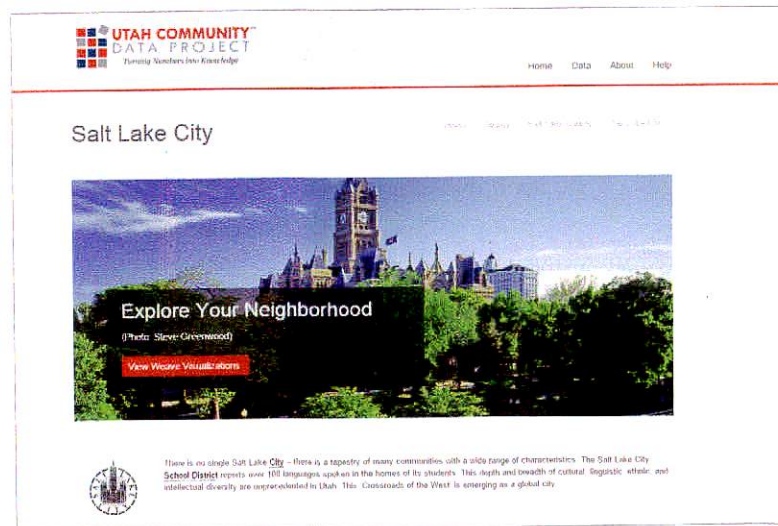 UTAH COMMUNITY
DATA PROJECT
Turning Numbers into Knowledge
Home Data About Help
Salt Lake City
Explore Your Neighborhood
(Photo: Steve Greenwood)
View Weave Visualizations
There is no single Salt Lake City – there is a tapestry of many communities with a wide range of characteristics. The Salt Lake City
School District reports over 100 languages spoken in the homes of its students. This depth and breadth of cultural, linguistic, ethnic, and
intellectual diversity are unprecedented in Utah. This Crossroads of the West is emerging as a global city.